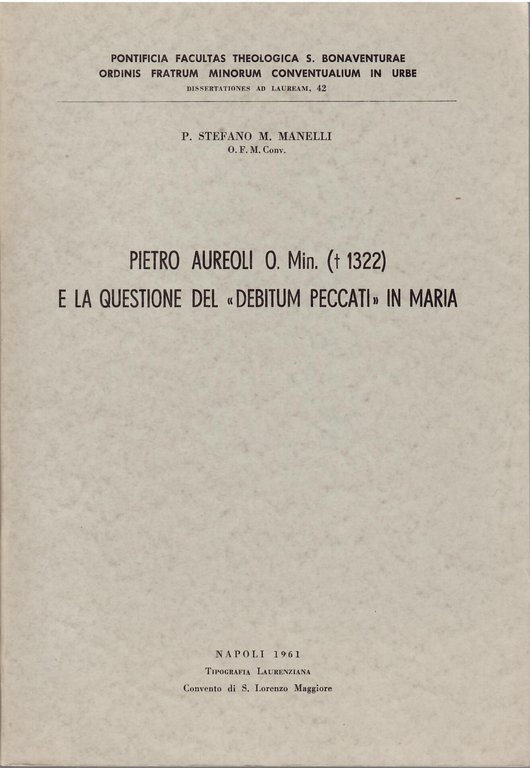 PONTIFICIA FACULTAS THEOLOGICA S. BONAVENTURAE
ORDINIS FRATRUM MINORUM CONVENTUALIUM IN URBE
DISSERTATIONES AD LAUREAM, 42
P. STEFANO M. MANELLI
O. F. M. Conv.
PIETRO AUREOLI O. Min. († 1322)
E LA QUESTIONE DEL «DEBITUM PECCATI» IN MARIA
NAPOLI 1961
TIPOGRAFIA LAURENZIANA
Convento di S. Lorenzo Maggiore